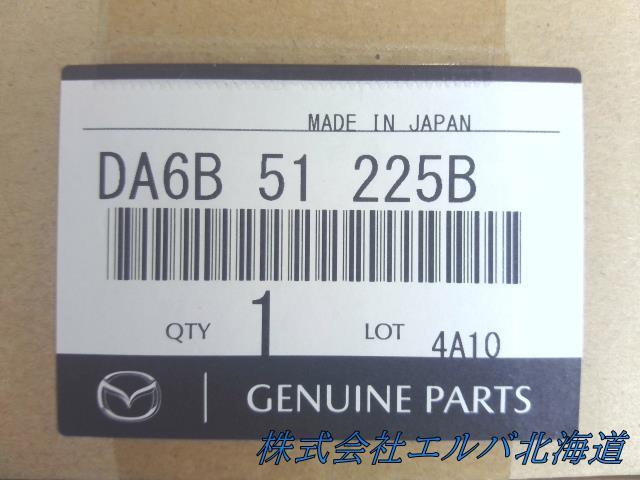 MADE IN JAPAN
DA6B 51 225B
QTY 1 LOT 4A10
GENUINE PARTS
株式会社エルバ北海道